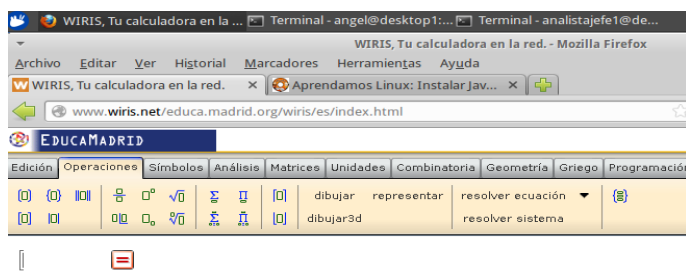 WIRIS, Tu calculadora en la ... Terminal - angel@desktop1:... Terminal - analistajefe1@de...
WIRIS, Tu calculadora en la red. - Mozilla Firefox
Archivo Editar Ver Historial Marcadores Herramientas Ayuda
WIRIS, Tu calculadora en la red. Aprendamos Linux: Instalar Jav...
www.wiris.net/educa.madrid.org/wiris/es/index.html
EDUCAMADRID
Edición Operaciones Símbolos Análisis Matrices Unidades Combinatoria Geometría Griego Programación
dibujar representar resolver ecuación
dibujar3d resolver sistema
=